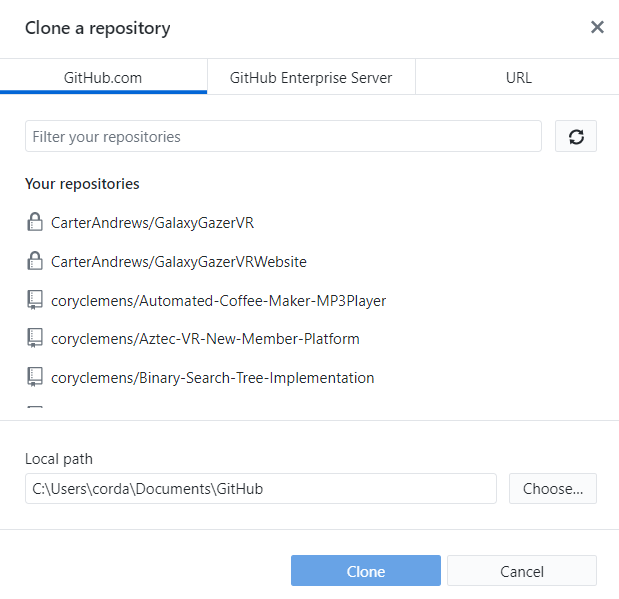 Clone a repository
GitHub.com
GitHub Enterprise Server
URL
Filter your repositories
Your repositories
CarterAndrews/GalaxyGazerVR
CarterAndrews/GalaxyGazerVRWebsite
coryclemens/Automated-Coffee-Maker-MP3Player
coryclemens/Aztec-VR-New-Member-Platform
coryclemens/Binary-Search-Tree-Implementation
Local path
C:\Users\corda\Documents\GitHub
Choose...
Clone
Cancel